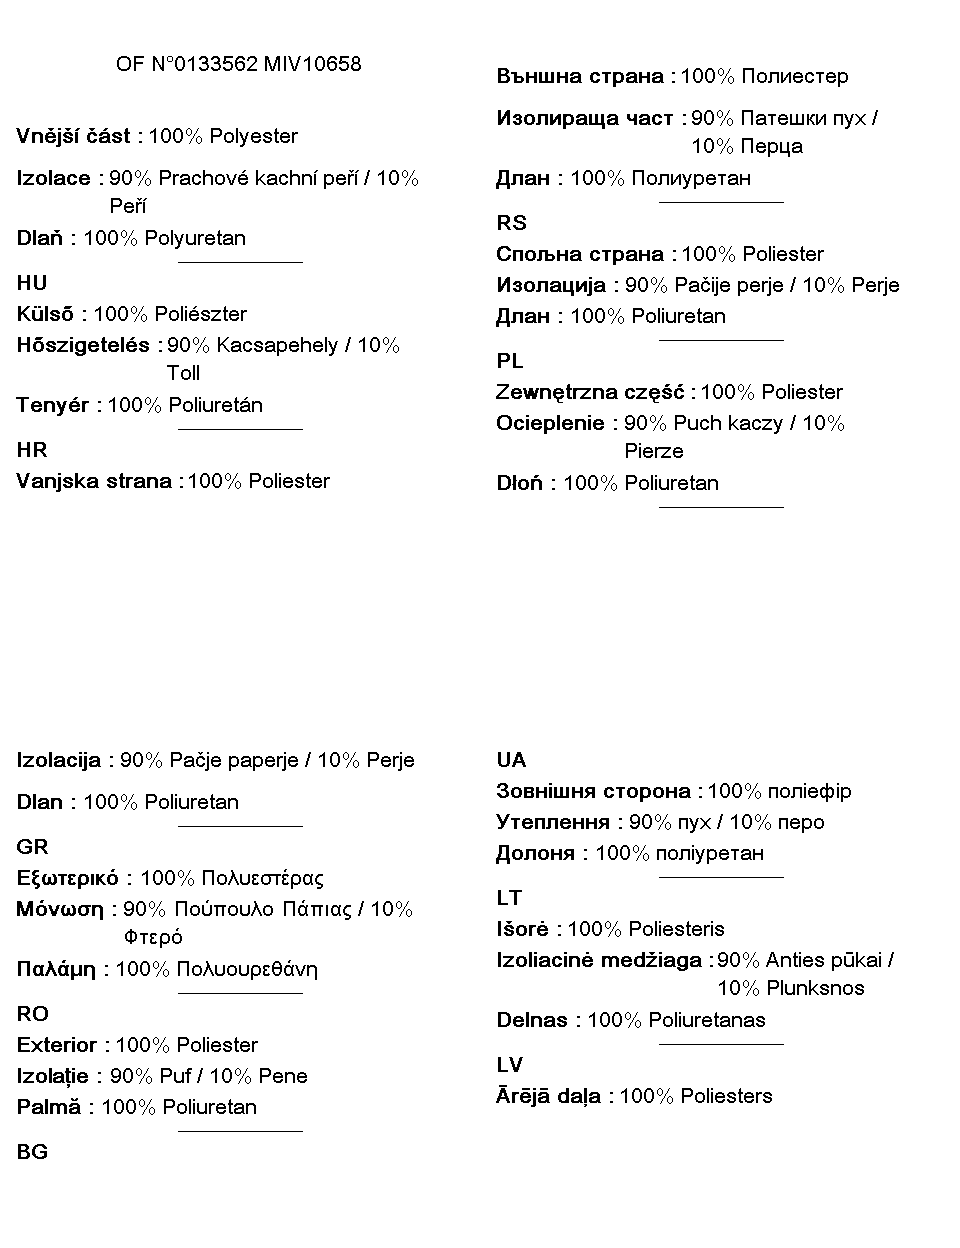 OF N°0133562 MIV10658
Vnější část : 100% Polyester
Izolace : 90% Prachové kachní peří / 10%
Peří
Dlaň : 100% Polyuretan
HU
Külsõ : 100% Poliészter
Hõszigetelés : 90% Kacsapehely / 10%
Toll
Tenyér : 100% Poliuretán
HR
Vanjska strana : 100% Poliester
Izolacija : 90% Pačje paperje / 10% Perje
Dlan : 100% Poliuretan
GR
Εξωτερικό : 100% Πολυεστέρας
Μόνωση : 90% Πούπουλο Πάπιας / 10%
Φτερό
Παλάμη : 100% Πολυουρεθάνη
RO
Exterior : 100% Poliester
Izolaţie : 90% Puf / 10% Pene
Palmă : 100% Poliuretan
BG
Външна страна : 100% Полиестер
Изолираща част : 90% Патешки пух /
10% Перца
Длан : 100% Полиуретан
RS
Спољна страна : 100% Poliester
Изолација : 90% Pačije perje / 10% Perje
Длан : 100% Poliuretan
PL
Zewnętrzna część : 100% Poliester
Ocieplenie : 90% Puch kaczy / 10%
Pierze
Dłoń : 100% Poliuretan
UA
Зовнішня сторона : 100% поліефір
Утеплення : 90% пух / 10% перо
Долоня : 100% поліуретан
LT
Išorė : 100% Poliesteris
Izoliacinė medžiaga : 90% Anties pūkai /
10% Plunksnos
Delnas : 100% Poliuretanas
LV
Ārējā daļa : 100% Poliesters